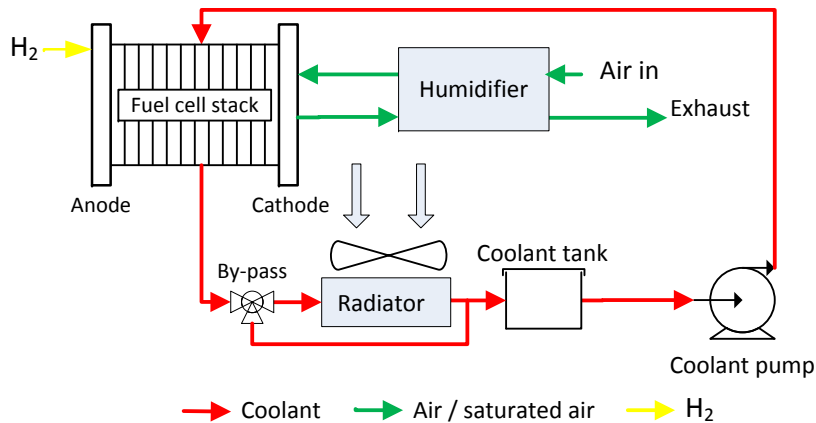 H₂
Fuel cell stack
Humidifier
Air in
Exhaust
Anode
Cathode
By-pass
Radiator
Coolant tank
Coolant pump
Coolant
Air / saturated air
H₂